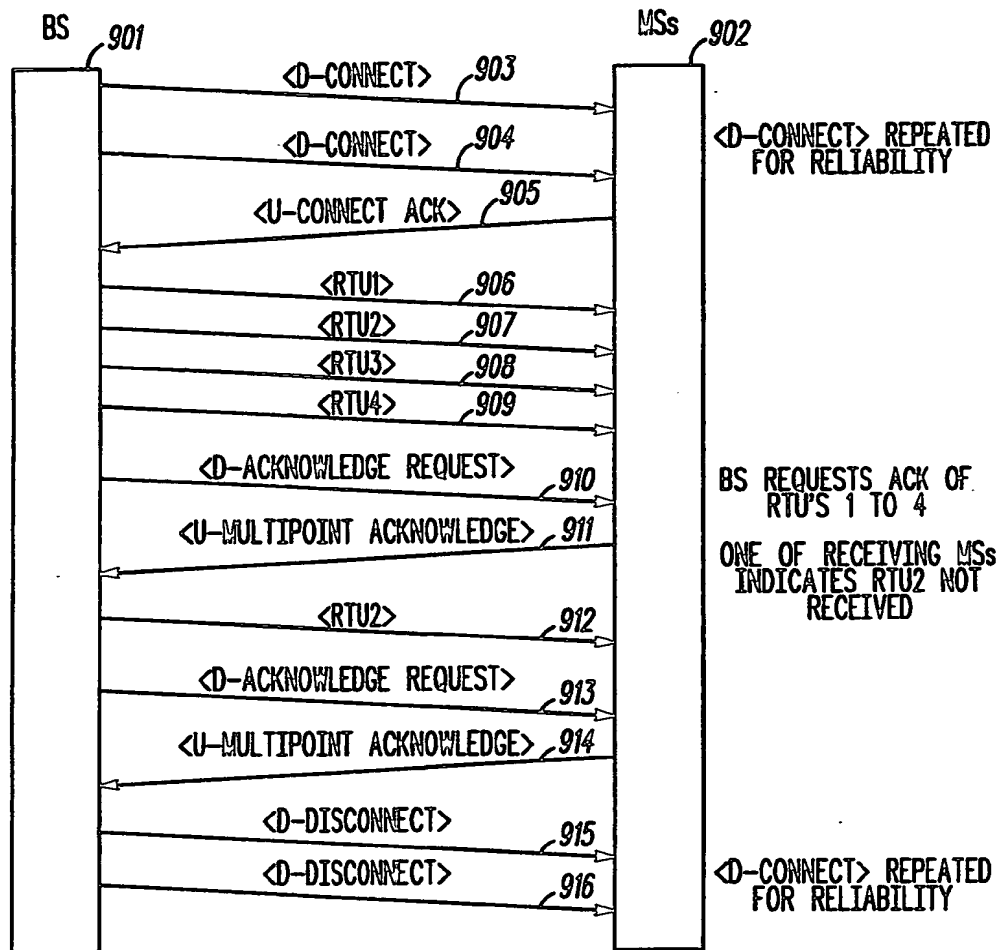 BS
901
MSs
902
<D-CONNECT>
903
<D-CONNECT> REPEATED
FOR RELIABILITY
<D-CONNECT>
904
<U-CONNECT ACK>
905
<RTU1>
906
<RTU2>
907
<RTU3>
908
<RTU4>
909
<D-ACKNOWLEDGE REQUEST>
910
BS REQUESTS ACK OF
RTU'S 1 TO 4
<U-MULTIPOINT ACKNOWLEDGE>
911
ONE OF RECEIVING MSs
INDICATES RTU2 NOT
RECEIVED
<RTU2>
912
<D-ACKNOWLEDGE REQUEST>
913
<U-MULTIPOINT ACKNOWLEDGE>
914
<D-DISCONNECT>
915
<D-DISCONNECT>
916
<D-CONNECT> REPEATED
FOR RELIABILITY